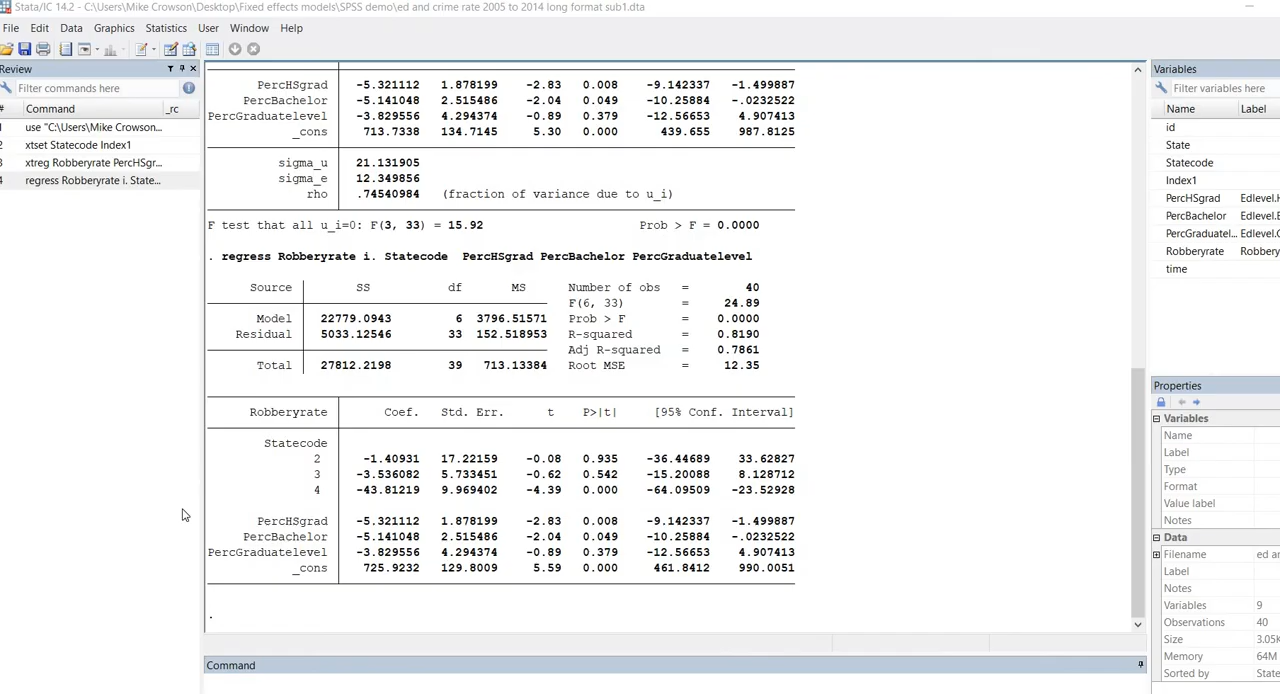 Stata/IC 14.2 - C:\Users\Mike Crowson\Desktop\Fixed effects models\SPSS demo\ed and crime rate 2005 to 2014 long format sub1.dta
File Edit Data Graphics Statistics User Window Help
Review
Filter commands here
# Command _rc
1 use "C:\Users\Mike Crowson...
2 xtset Statecode Index1
3 xtreg Robberyrate PercHSgr...
4 regress Robberyrate i. State...
PercHSgrad -5.321112 1.878199 -2.83 0.008 -9.142337 -1.499887
PercBachelor -5.141048 2.515486 -2.04 0.049 -10.25884 -.0232522
PercGraduatelevel -3.829556 4.294374 -0.89 0.379 -12.56653 4.907413
_cons 713.7338 134.7145 5.30 0.000 439.655 987.8125
sigma_u 21.131905
sigma_e 12.349856
rho .74540984 (fraction of variance due to u_i)
F test that all u_i=0: F(3, 33) = 15.92 Prob > F = 0.0000
. regress Robberyrate i. Statecode PercHSgrad PercBachelor PercGraduatelevel
Source SS df MS Number of obs = 40
F(6, 33) = 24.89
Model 22779.0943 6 3796.51571 Prob > F = 0.0000
Residual 5033.12546 33 152.518953 R-squared = 0.8190
Adj R-squared = 0.7861
Total 27812.2198 39 713.13384 Root MSE = 12.35
Robberyrate Coef. Std. Err. t P>|t| [95% Conf. Interval]
Statecode
2 -1.40931 17.22159 -0.08 0.935 -36.44689 33.62827
3 -3.536082 5.733451 -0.62 0.542 -15.20088 8.128712
4 -43.81219 9.969402 -4.39 0.000 -64.09509 -23.52928
PercHSgrad -5.321112 1.878199 -2.83 0.008 -9.142337 -1.499887
PercBachelor -5.141048 2.515486 -2.04 0.049 -10.25884 -.0232522
PercGraduatelevel -3.829556 4.294374 -0.89 0.379 -12.56653 4.907413
_cons 725.9232 129.8009 5.59 0.000 461.8412 990.0051
.
Command
Variables
Filter variables here
Name Label
id
State
Statecode
Index1
PercHSgrad Edlevel.H
PercBachelor Edlevel.E
PercGraduatel... Edlevel.G
Robberyrate Robbery
time
Properties
Variables
Name
Label
Type
Format
Value label
Notes
Data
Filename ed an
Label
Notes
Variables 9
Observations 40
Size 3.05K
Memory 64M
Sorted by State